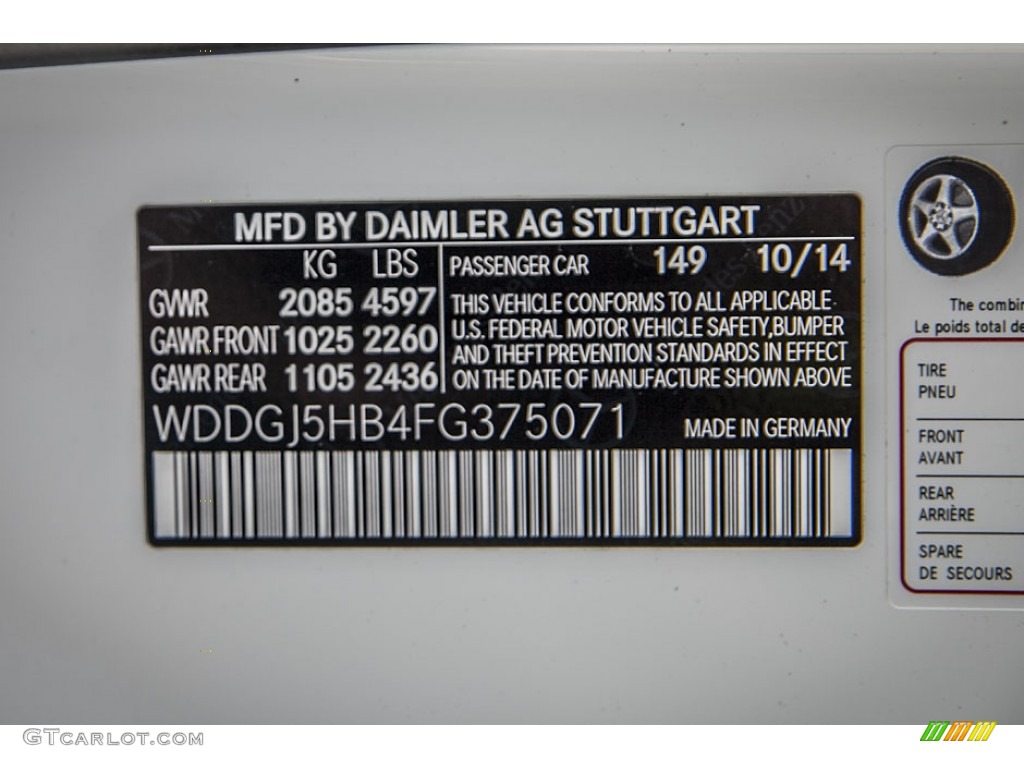 MFD BY DAIMLER AG STUTTGART
KG LBS
GVWR 2085 4597
GAWR FRONT 1025 2260
GAWR REAR 1105 2436
PASSENGER CAR 149 10/14
THIS VEHICLE CONFORMS TO ALL APPLICABLE
U.S. FEDERAL MOTOR VEHICLE SAFETY,BUMPER
AND THEFT PREVENTION STANDARDS IN EFFECT
ON THE DATE OF MANUFACTURE SHOWN ABOVE
WDDGJ5HB4FG375071 MADE IN GERMANY
The combin
Le poids total de
TIRE
PNEU
FRONT
AVANT
REAR
ARRIÈRE
SPARE
DE SECOURS
GTCARLOT.COM